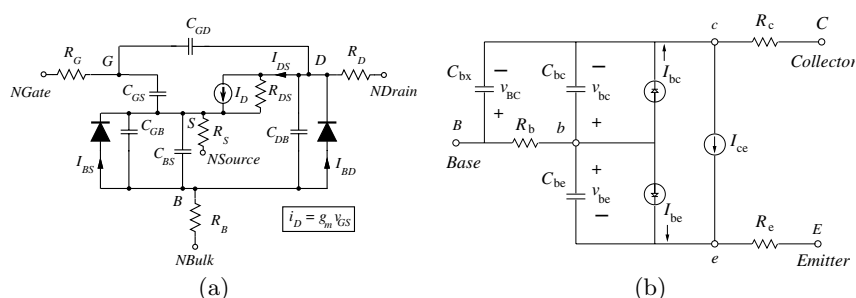 C_GD
R_G
G
I_DS
D
R_D
NGate
NDrain
C_GS
I_D
R_DS
S
R_S
C_GB
C_BS
NSource
C_DB
I_BS
I_BD
B
R_B
i_D = g_m v_GS
NBulk
(a)
c
R_c
C
Collector
C_bx
v_BC
C_bc
v_bc
I_bc
B
R_b
b
Base
I_ce
C_be
v_be
I_be
R_e
E
e
Emitter
(b)